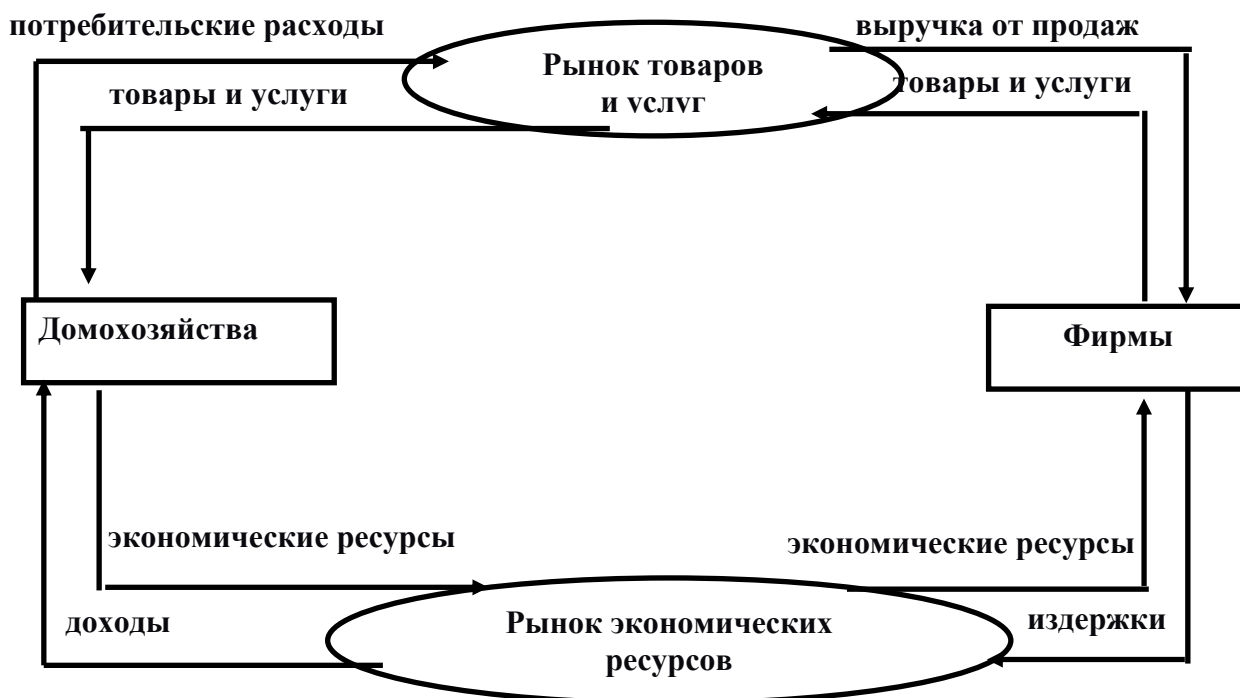 потребительские расходы
выручка от продаж
Рынок товаров
и услуг
товары и услуги
товары и услуги
Домохозяйства
Фирмы
экономические ресурсы
экономические ресурсы
доходы
Рынок экономических
ресурсов
издержки